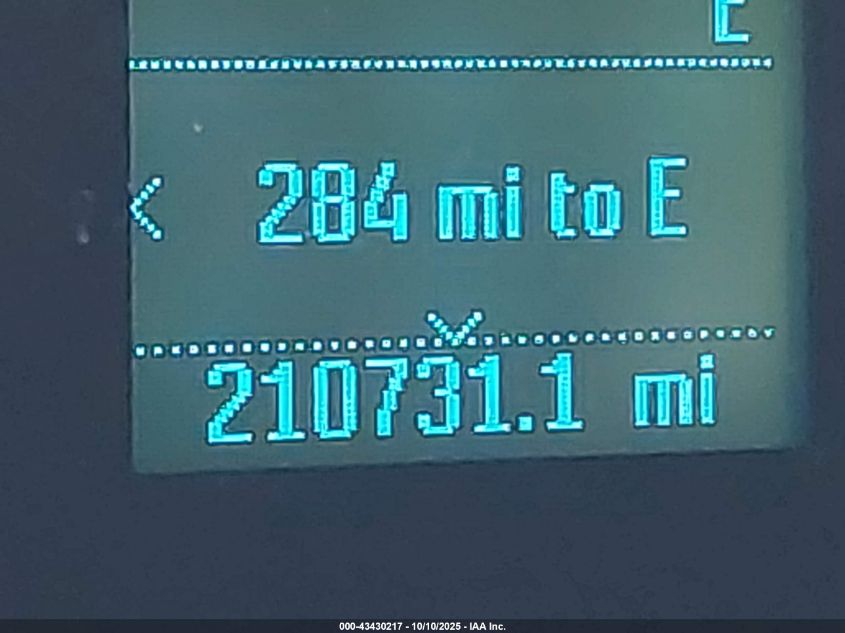 E
< 284 mi to E
210731.1 mi
000-43430217 - 10/10/2025 - IAA Inc.